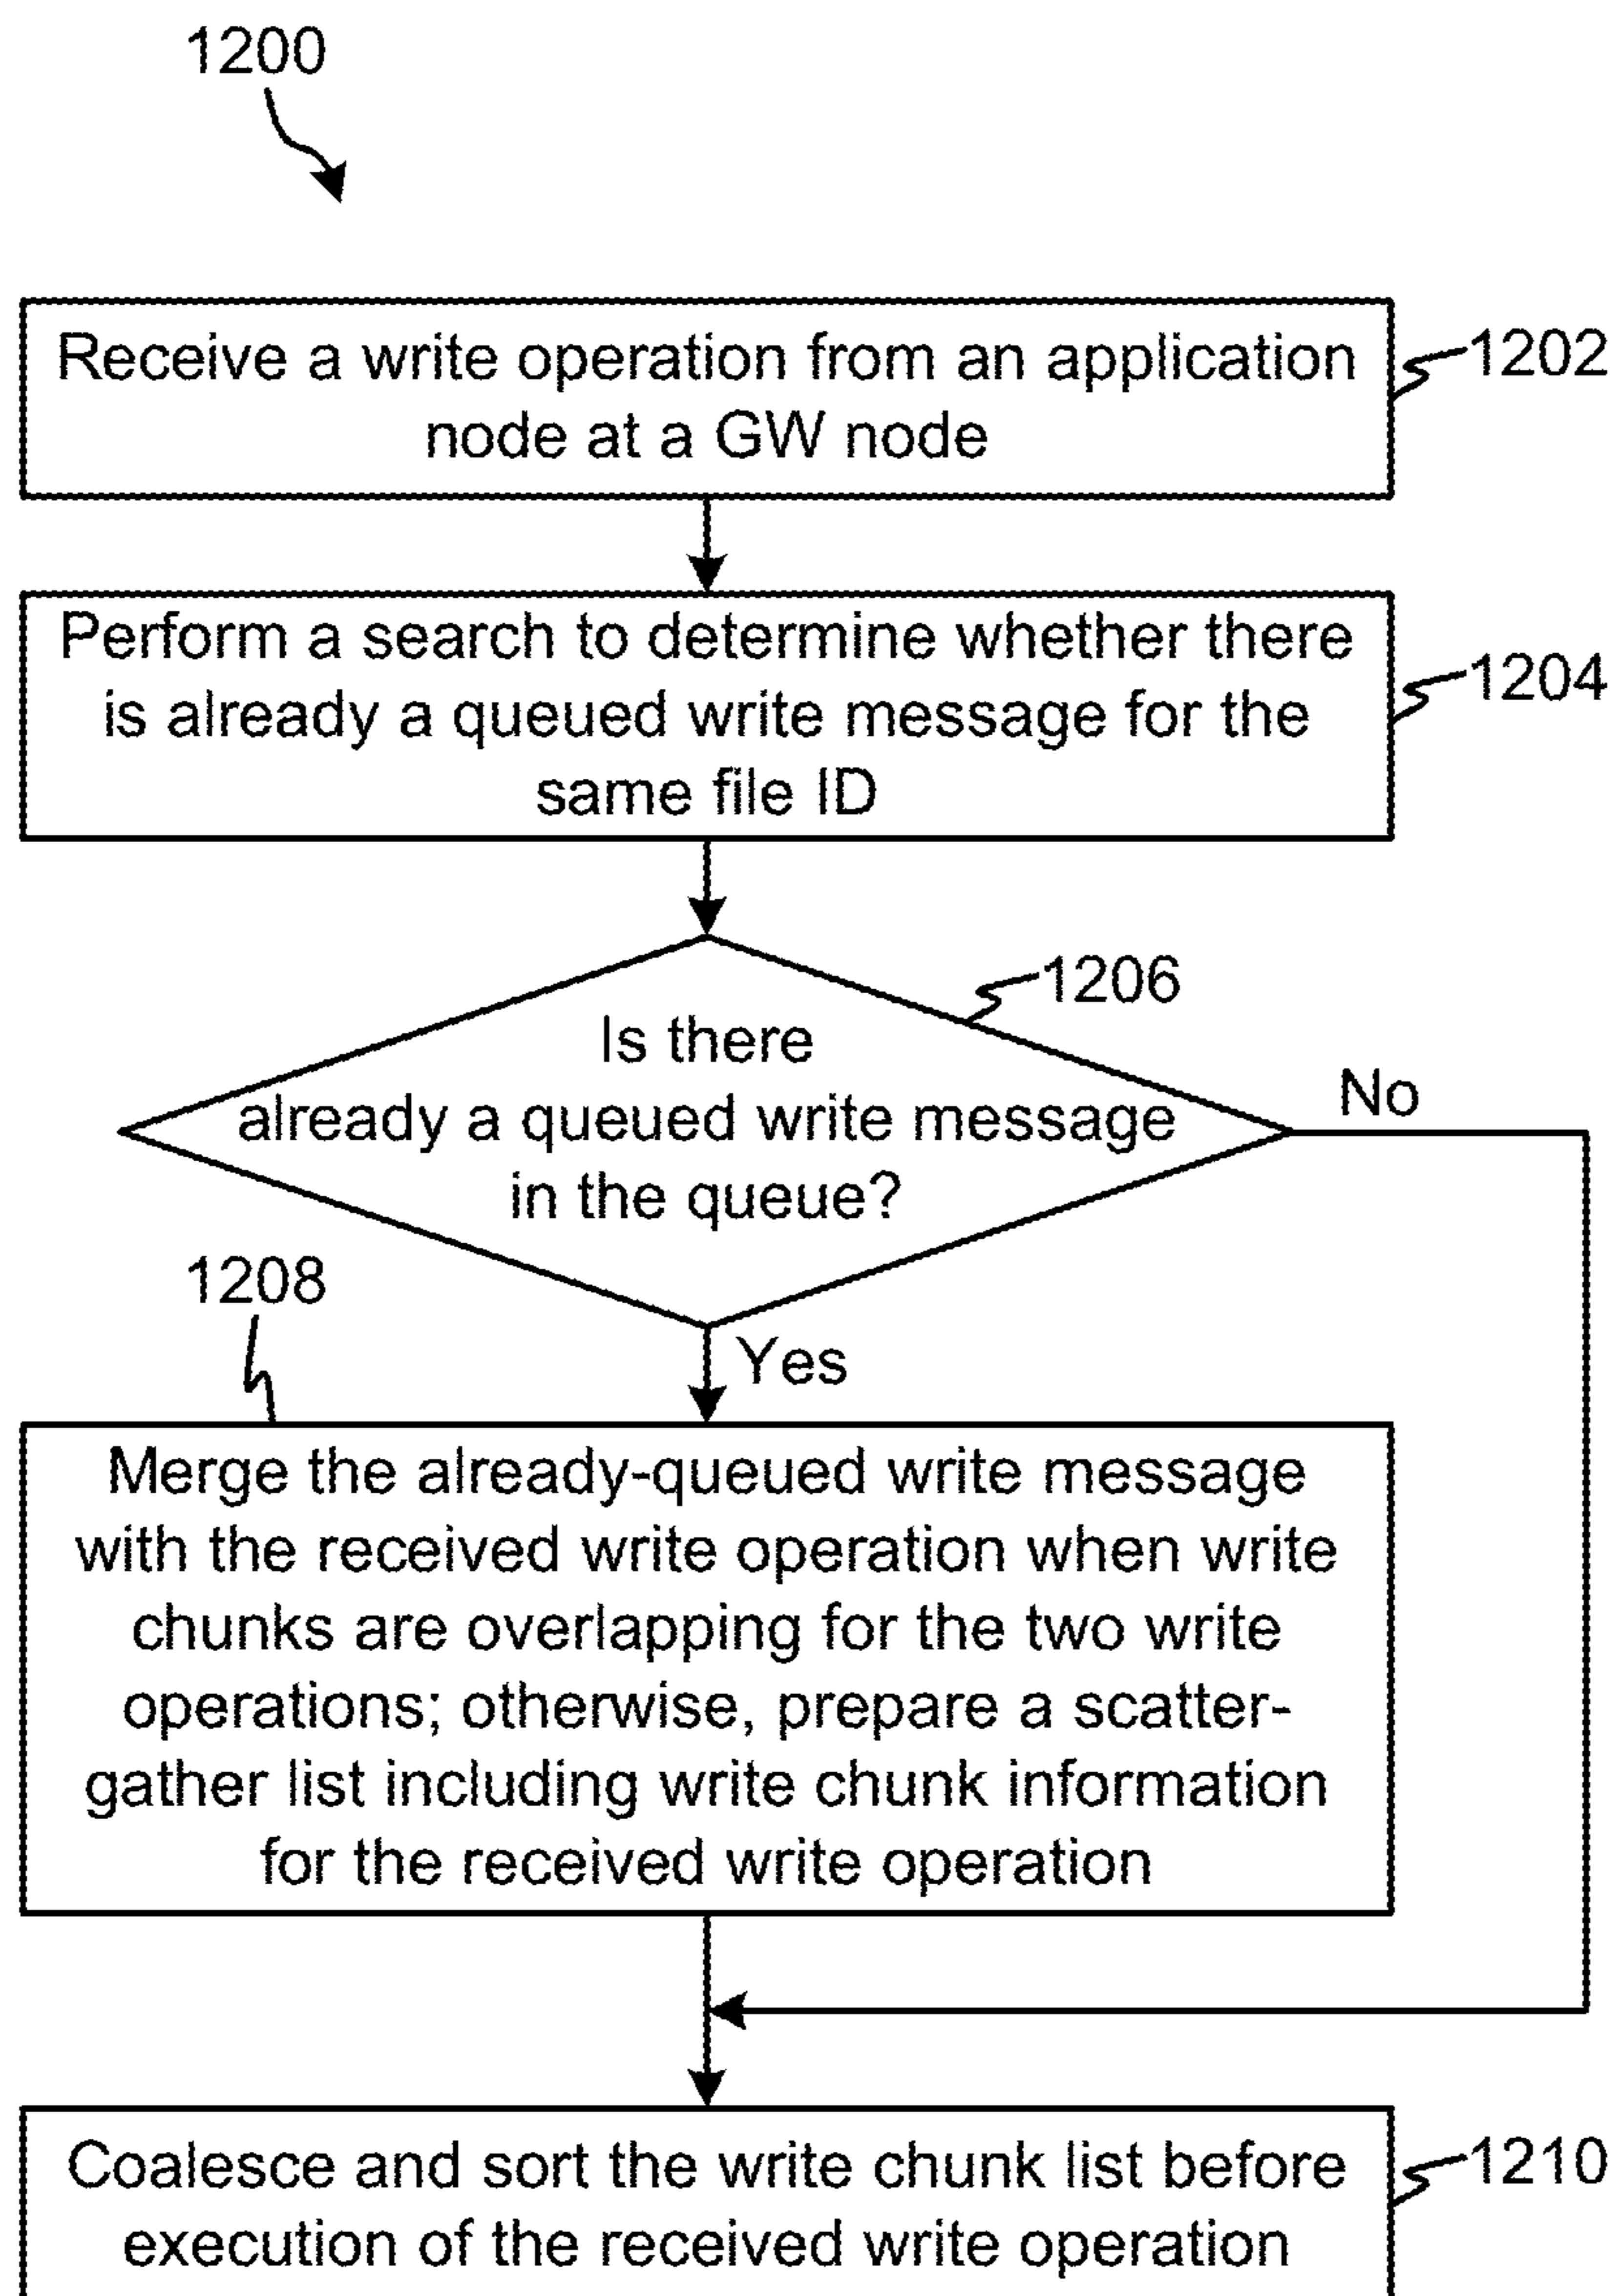 1200
Receive a write operation from an application
node at a GW node
1202
Perform a search to determine whether there
is already a queued write message for the
same file ID
1204
1206
Is there
already a queued write message
in the queue?
No
1208
Yes
Merge the already-queued write message
with the received write operation when write
chunks are overlapping for the two write
operations; otherwise, prepare a scatter-
gather list including write chunk information
for the received write operation
Coalesce and sort the write chunk list before
execution of the received write operation
1210